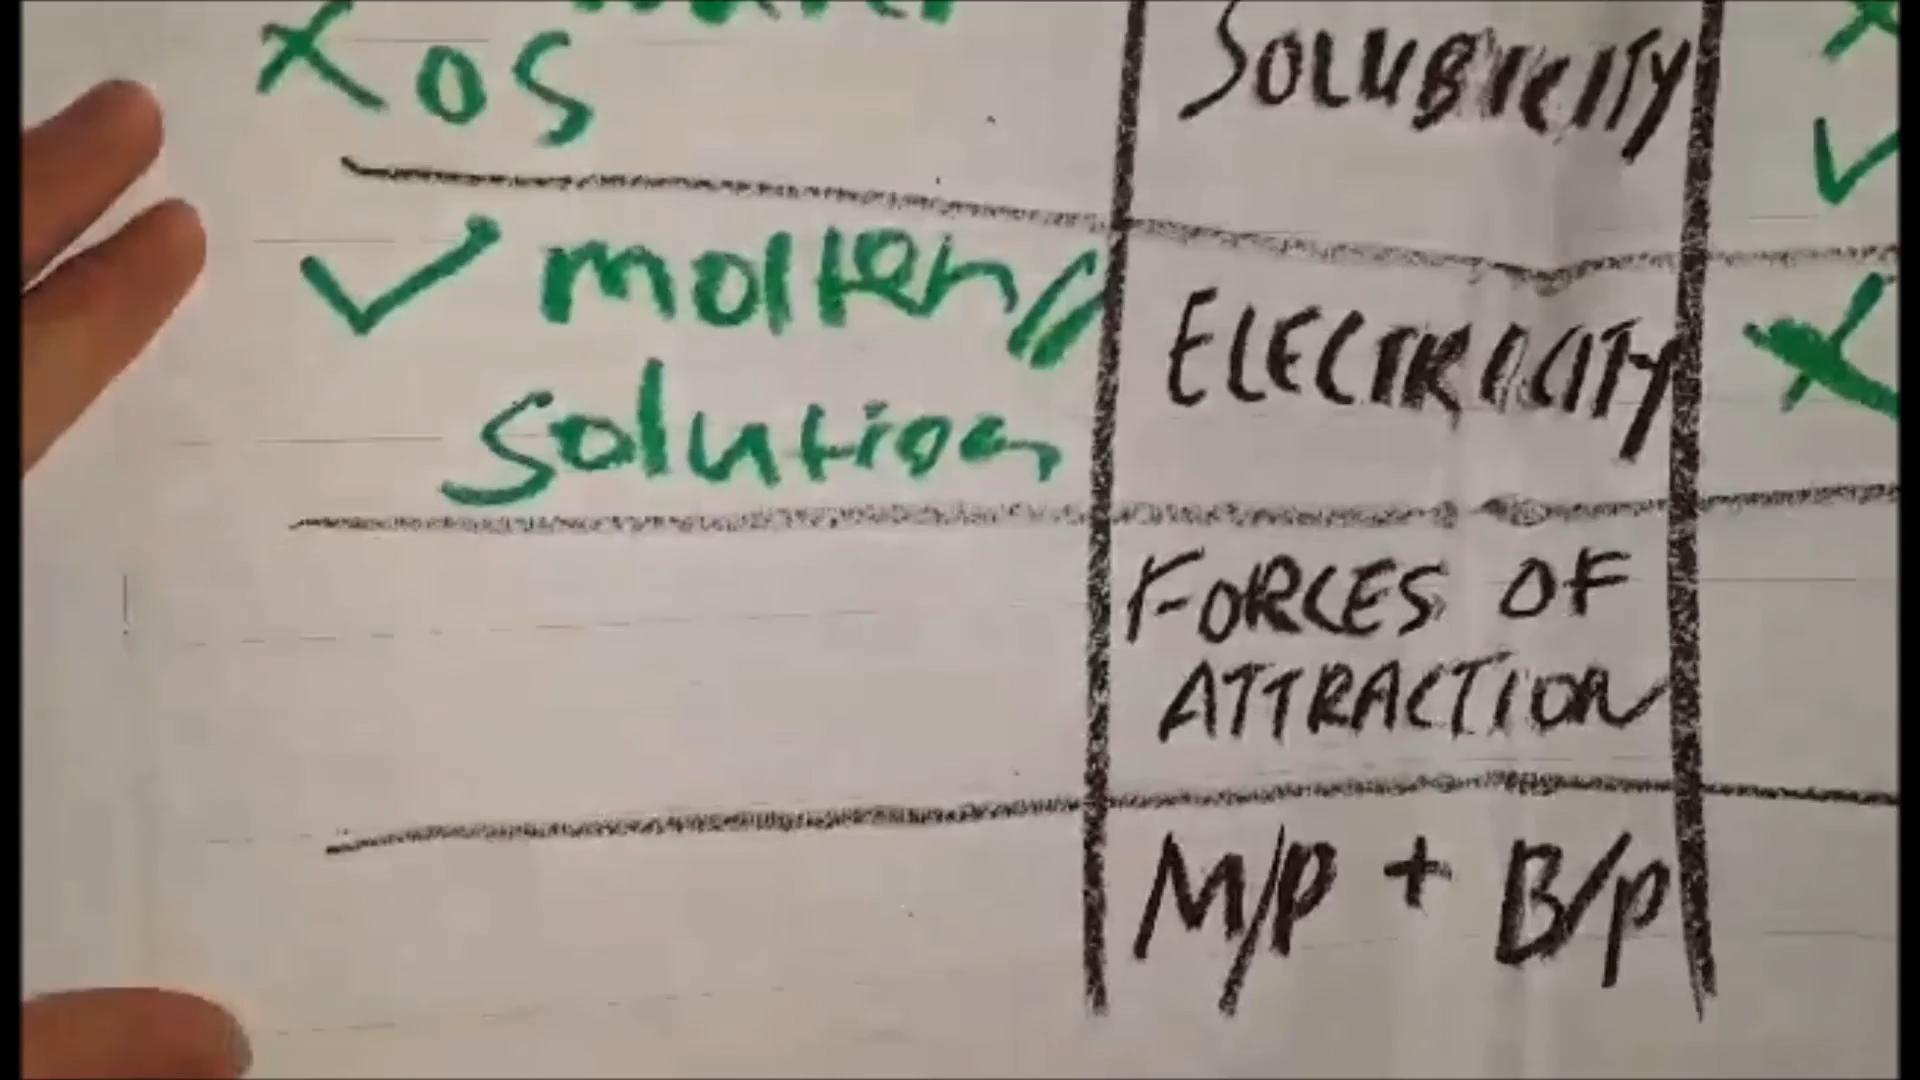 X OS
SOLUBILITY
✓ molten/
solution
ELECTRICITY
X
FORCES OF
ATTRACTION
M/P + B/P